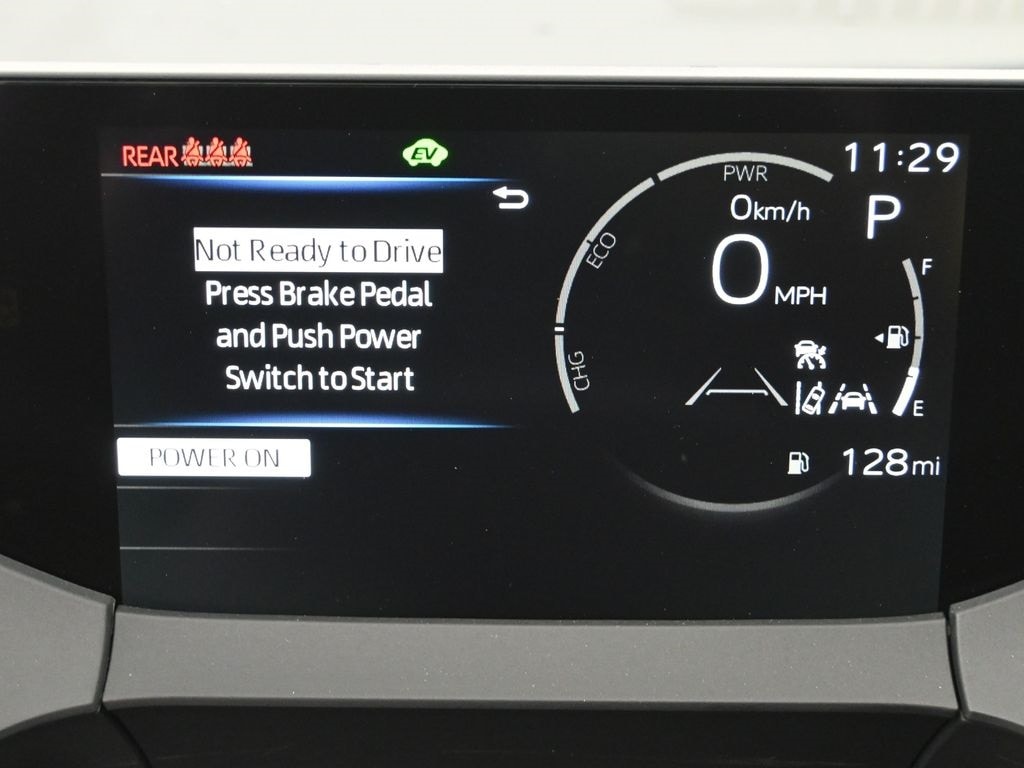 REAR
EV
11:29
PWR
0km/h
P
Not Ready to Drive
Press Brake Pedal
and Push Power
Switch to Start
ECO
0 MPH
F
CHG
E
POWER ON
128mi